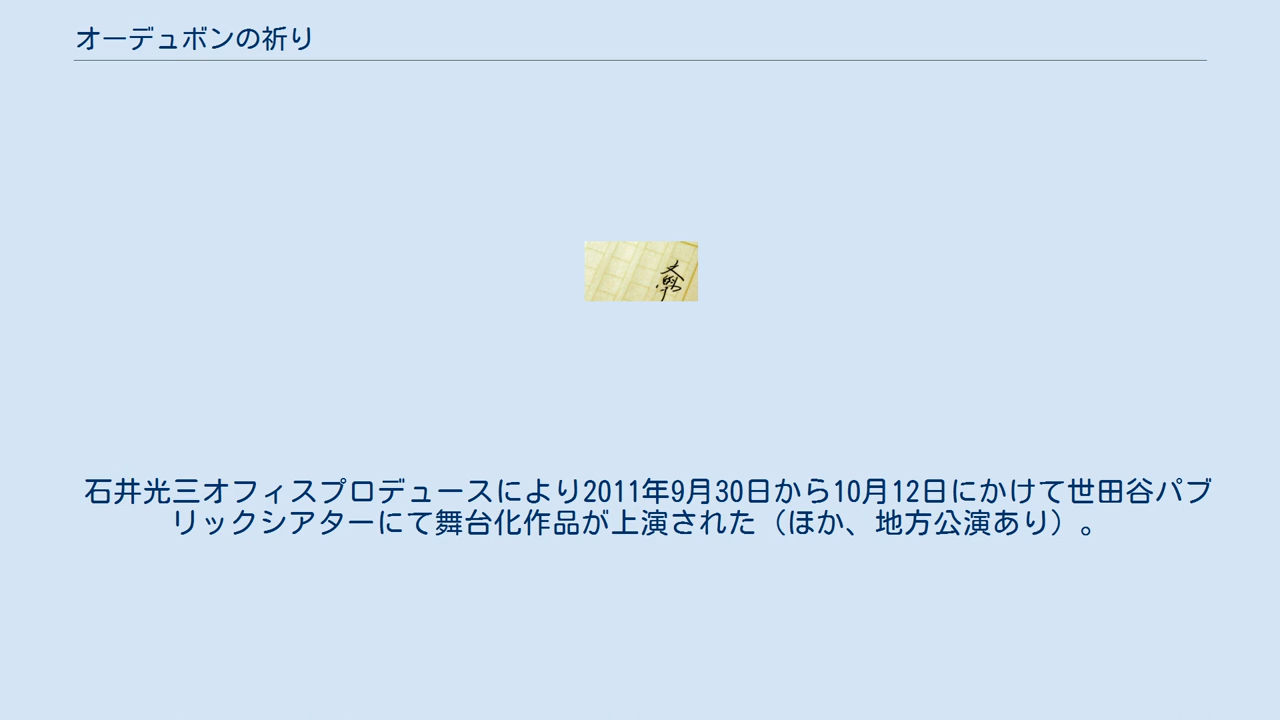 オーデュボンの祈り
石井光三オフィスプロデュースにより2011年9月30日から10月12日にかけて世田谷パブ
リックシアターにて舞台化作品が上演された（ほか、地方公演あり）。